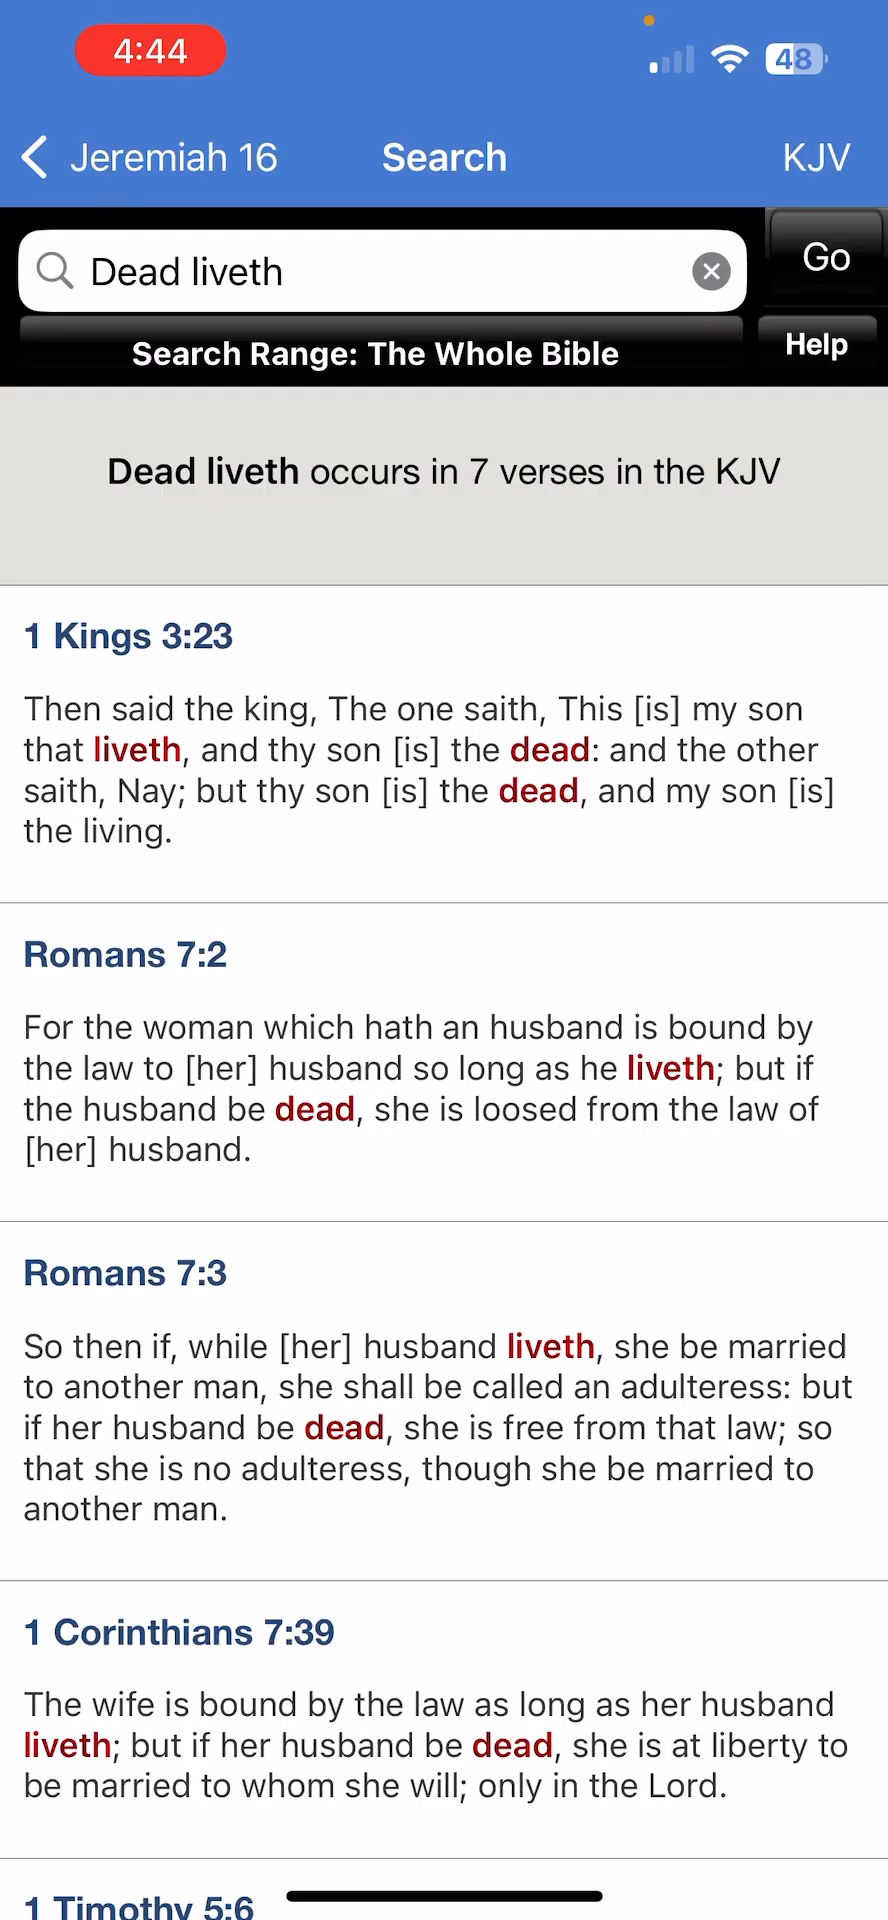 4:44
48
Jeremiah 16 Search KJV
Dead liveth
Go
Search Range: The Whole Bible
Help
Dead liveth occurs in 7 verses in the KJV
1 Kings 3:23
Then said the king, The one saith, This [is] my son
that liveth, and thy son [is] the dead: and the other
saith, Nay; but thy son [is] the dead, and my son [is]
the living.
Romans 7:2
For the woman which hath an husband is bound by
the law to [her] husband so long as he liveth; but if
the husband be dead, she is loosed from the law of
[her] husband.
Romans 7:3
So then if, while [her] husband liveth, she be married
to another man, she shall be called an adulteress: but
if her husband be dead, she is free from that law; so
that she is no adulteress, though she be married to
another man.
1 Corinthians 7:39
The wife is bound by the law as long as her husband
liveth; but if her husband be dead, she is at liberty to
be married to whom she will; only in the Lord.
1 Timothy 5:6